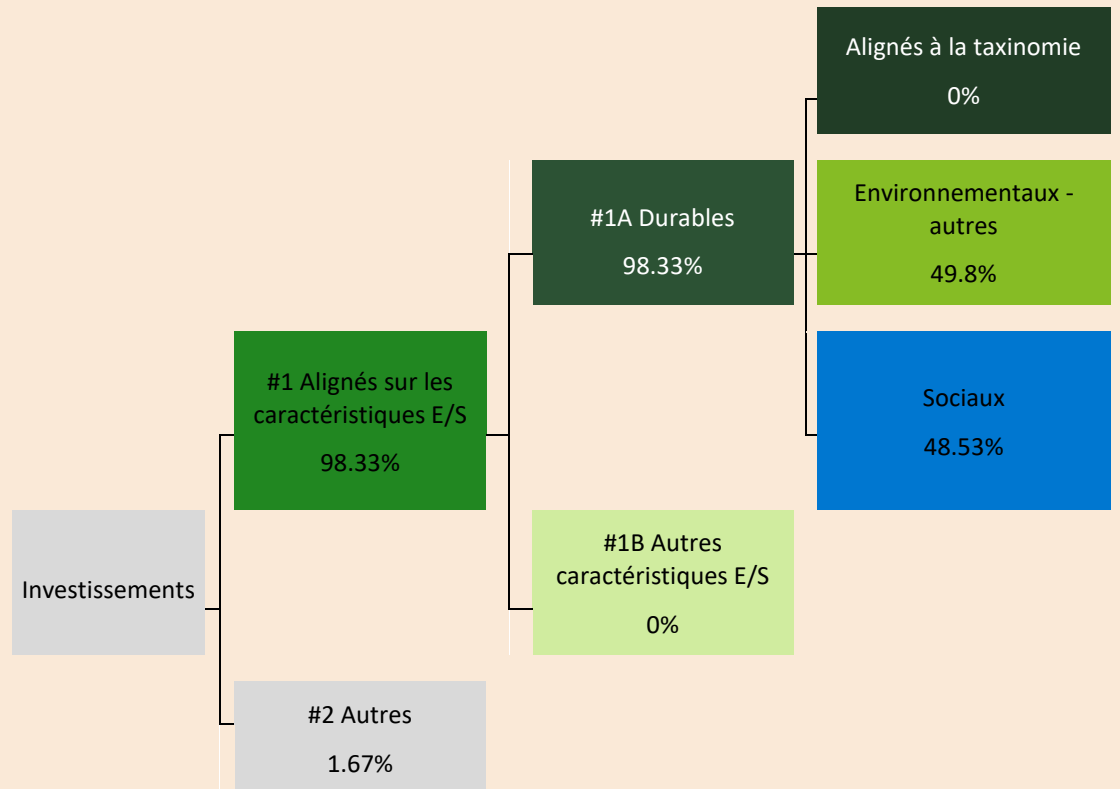 Alignés à la taxinomie
0%
#1A Durables
98.33%
Environnementaux -
autres
49.8%
#1 Alignés sur les
caractéristiques E/S
98.33%
Sociaux
48.53%
Investissements
#1B Autres
caractéristiques E/S
0%
#2 Autres
1.67%